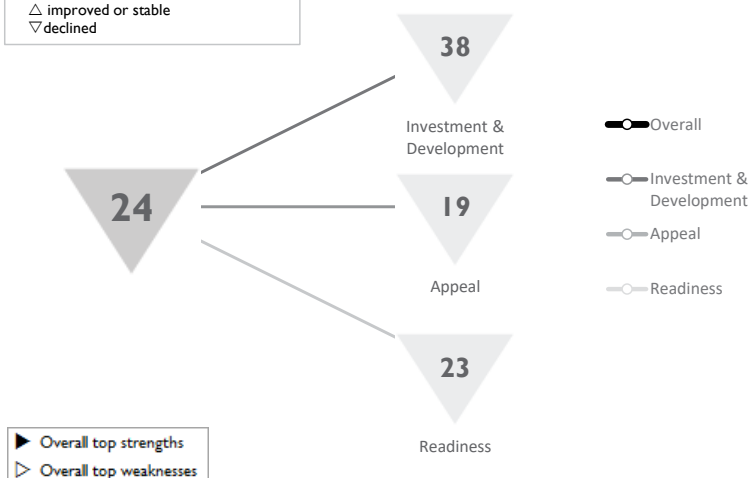 △ improved or stable
▽ declined
38
Investment &
Development
24
19
Appeal
23
Readiness
Overall
Investment &
Development
Appeal
Readiness
▶ Overall top strengths
▷ Overall top weaknesses